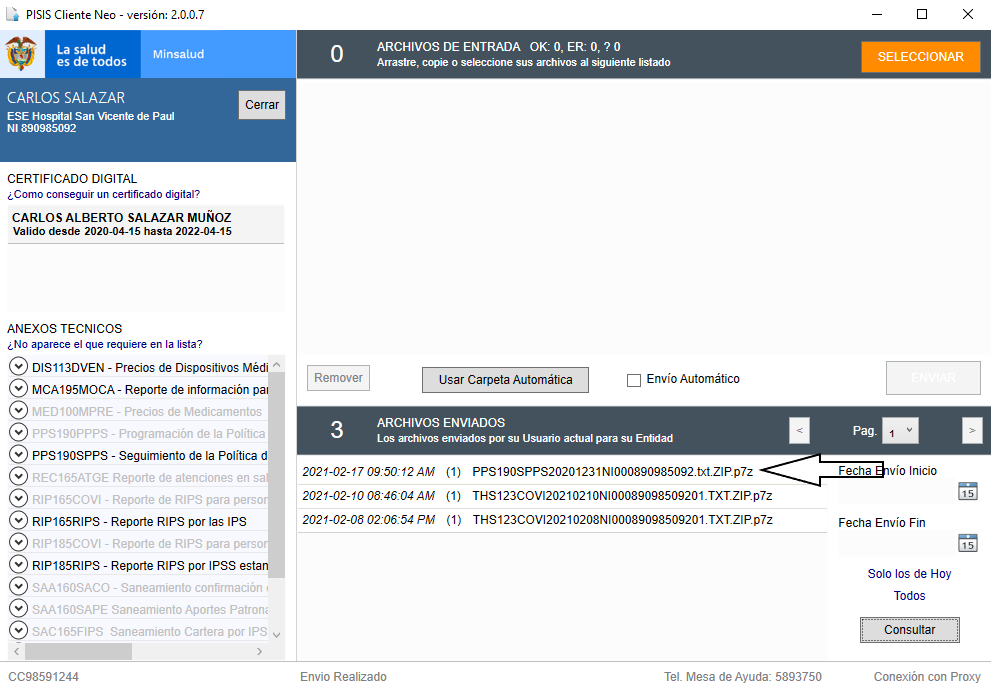 PISIS Cliente Neo - versión: 2.0.0.7
La salud
es de todos
Minsalud
CARLOS SALAZAR
ESE Hospital San Vicente de Paul
NI 890985092
Cerrar
CERTIFICADO DIGITAL
¿Como conseguir un certificado digital?
CARLOS ALBERTO SALAZAR MUÑOZ
Valido desde 2020-04-15 hasta 2022-04-15
ANEXOS TECNICOS
¿No aparece el que requiere en la lista?
DIS113DVEN - Precios de Dispositivos Médi
MCA195MOCA - Reporte de información par
MED100MPRE - Precios de Medicamentos
PPS190PPPS - Programación de la Política
PPS190SPPS - Seguimiento de la Política d
REC165ATGE - Reporte de atenciones en sal
RIP165COVI - Reporte de RIPS para person
RIP165RIPS - Reporte RIPS por las IPS
RIP185COVI - Reporte de RIPS para person
RIP185RIPS - Reporte RIPS por IPSS estan
SAA160SACO - Saneamiento confirmación
SAA160SAPE Saneamiento Aportes Patrona
SAC165FIPS Saneamiento Cartera por IPS
0
ARCHIVOS DE ENTRADA OK: 0, ER: 0, ? 0
Arrastre, copie o seleccione sus archivos al siguiente listado
SELECCIONAR
Remover
Usar Carpeta Automática
Envío Automático
ENVIAR
3
ARCHIVOS ENVIADOS
Los archivos enviados por su Usuario actual para su Entidad
<
Pag. 1
>
2021-02-17 09:50:12 AM (1) PPS190SPPS20201231NI000890985092.txt.ZIP.p7z
2021-02-10 08:46:04 AM (1) THS123COVI20210210NI00089098509201.TXT.ZIP.p7z
2021-02-08 02:06:54 PM (1) THS123COVI20210208NI00089098509201.TXT.ZIP.p7z
Fecha Envío Inicio
15
Fecha Envío Fin
15
Solo los de Hoy
Todos
Consultar
CC98591244
Envio Realizado
Tel. Mesa de Ayuda: 5893750
Conexión con Proxy